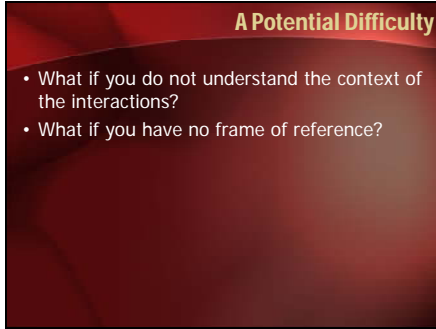 A Potential Difficulty
• What if you do not understand the context of
the interactions?
• What if you have no frame of reference?